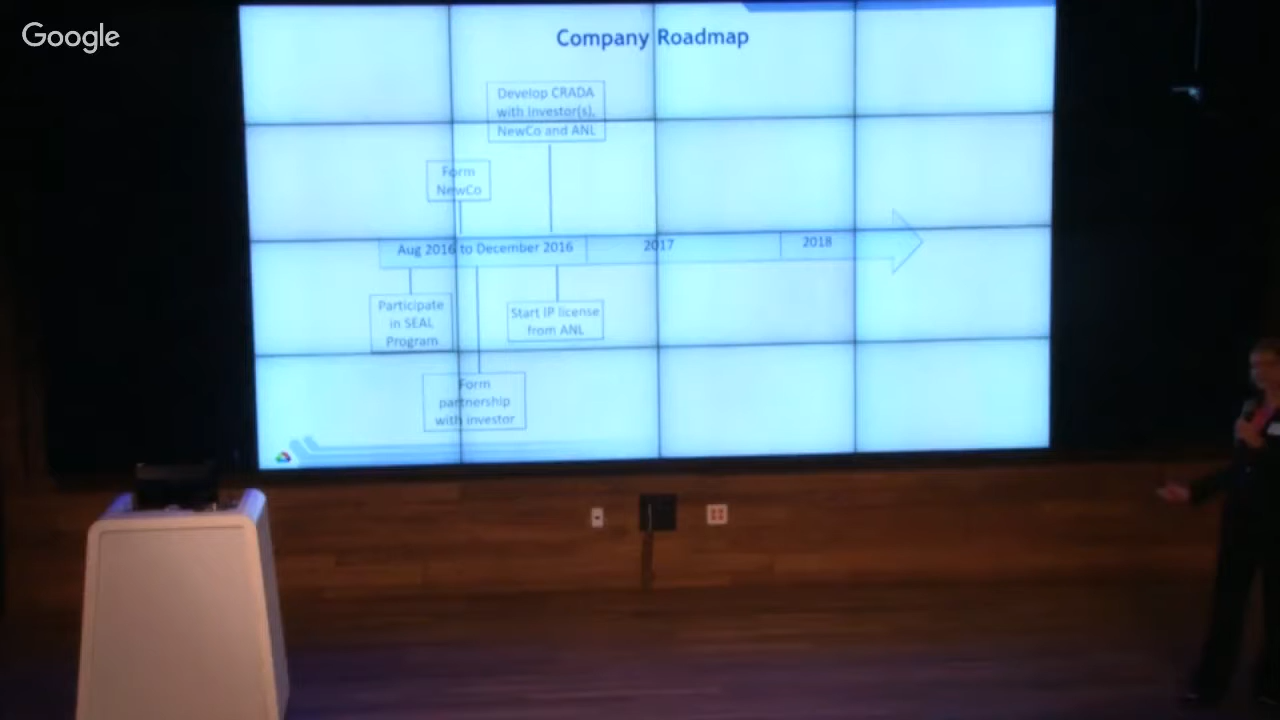 Google
Company Roadmap
Develop CRADA
with Investor(s),
NewCo and ANL
Form
NewCo
Aug 2016 to December 2016
2017
2018
Participate
in SEAL
Program
Start IP license
from ANL
Form
partnership
with investor